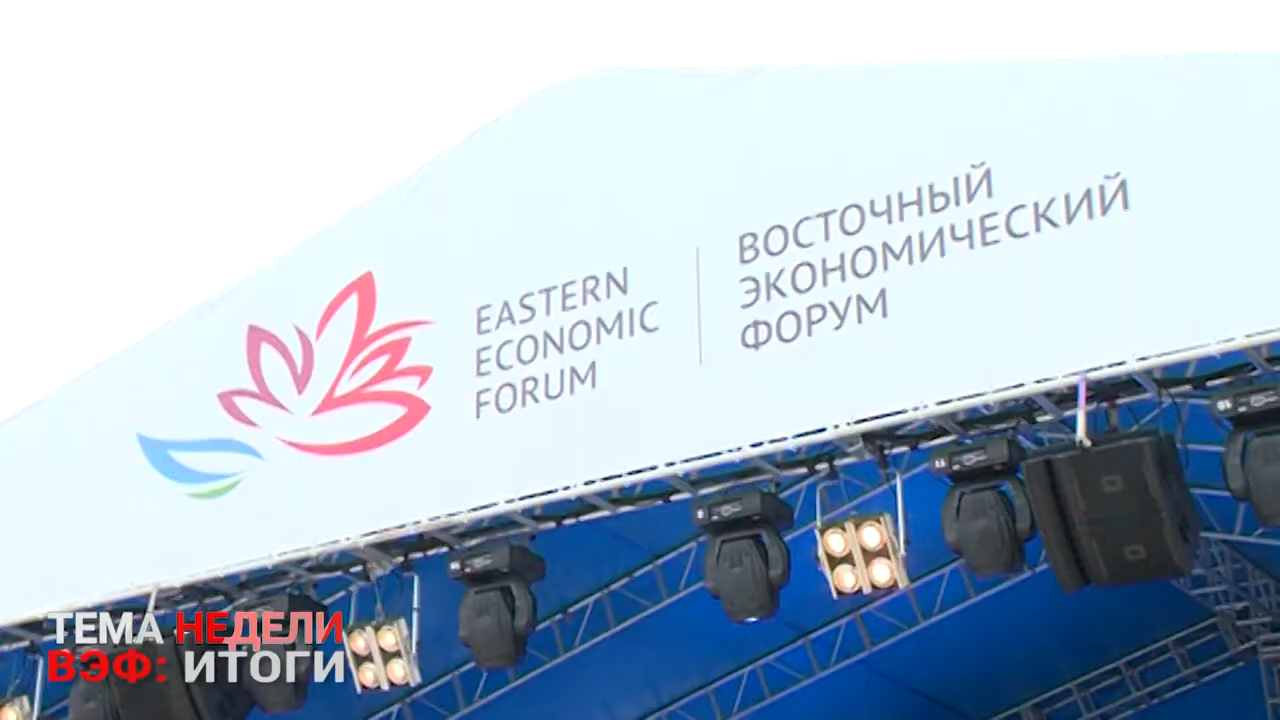 EASTERN
ECONOMIC
FORUM
ВОСТОЧНЫЙ
ЭКОНОМИЧЕСКИЙ
ФОРУМ
ТЕМА НЕДЕЛИ
ВЭФ: ИТОГИ